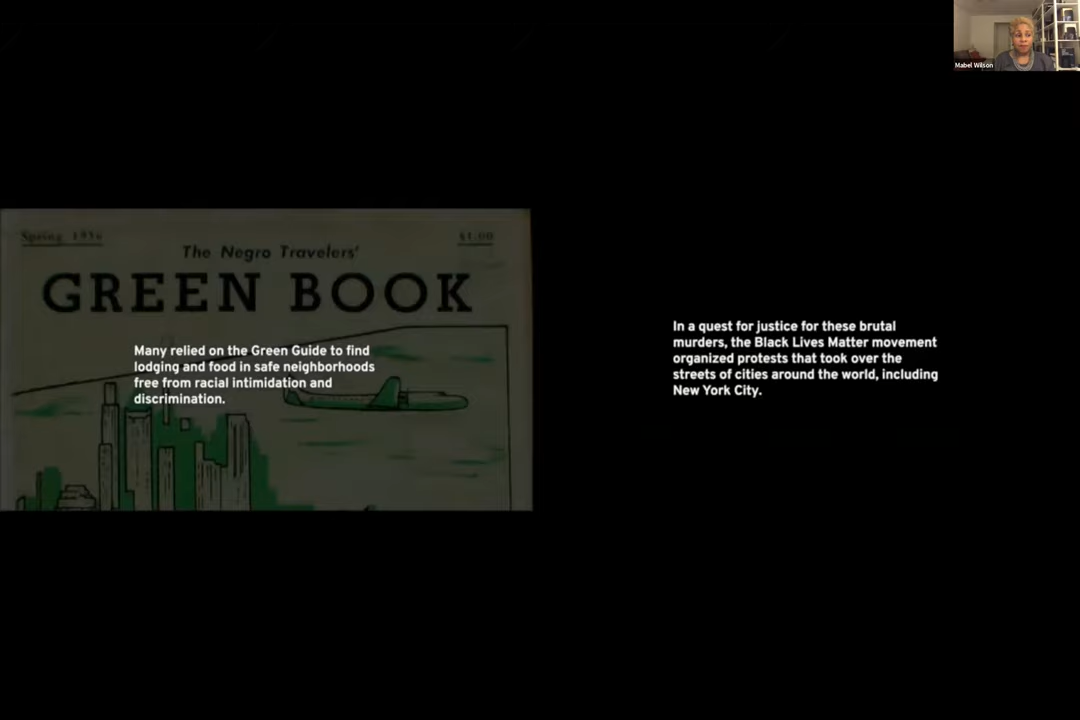 Mabel Wilson
Spring 1956
$1.00
The Negro Travelers'
GREEN BOOK
Many relied on the Green Guide to find
lodging and food in safe neighborhoods
free from racial intimidation and
discrimination.
In a quest for justice for these brutal
murders, the Black Lives Matter movement
organized protests that took over the
streets of cities around the world, including
New York City.